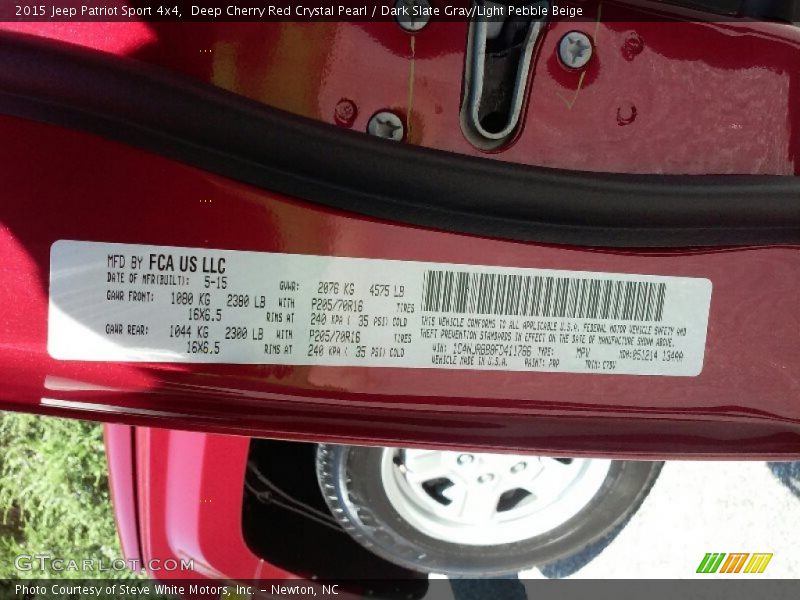 2015 Jeep Patriot Sport 4x4, Deep Cherry Red Crystal Pearl / Dark Slate Gray/Light Pebble Beige
MFD BY FCA US LLC
DATE OF MFR(BUILT): 5-15 GVWR: 2076 KG 4575 LB
GAWR FRONT: 1080 KG 2380 LB WITH P205/70R16 TIRES
16X6.5 RIMS AT 240 KPA ( 35 PSI) COLD
GAWR REAR: 1044 KG 2300 LB WITH P205/70R16 TIRES
16X6.5 RIMS AT 240 KPA ( 35 PSI) COLD
THIS VEHICLE CONFORMS TO ALL APPLICABLE U.S.A. FEDERAL MOTOR VEHICLE SAFETY AND
THEFT PREVENTION STANDARDS IN EFFECT ON THE DATE OF MANUFACTURE SHOWN ABOVE.
VIN: TYPE: MPV MDH:051214 13444
VEHICLE MADE IN U.S.A. PAINT: PRP TRIM:
GTCARLOT.COM
Photo Courtesy of Steve White Motors, Inc. – Newton, NC